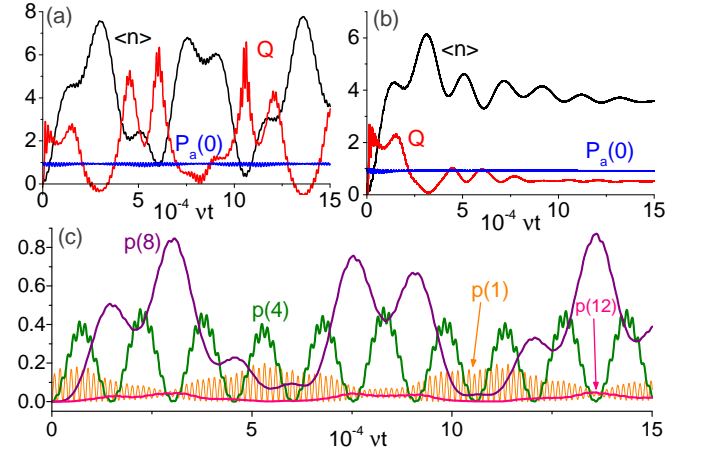 (a)
<n>
Q
P_a(0)
8
6
4
2
0
0
5
10
15
10^-4 νt
(b)
<n>
Q
P_a(0)
6
4
2
0
0
5
10
15
10^-4 νt
(c)
p(8)
p(4)
p(1)
p(12)
0.8
0.6
0.4
0.2
0.0
0
5
10
15
10^-4 νt